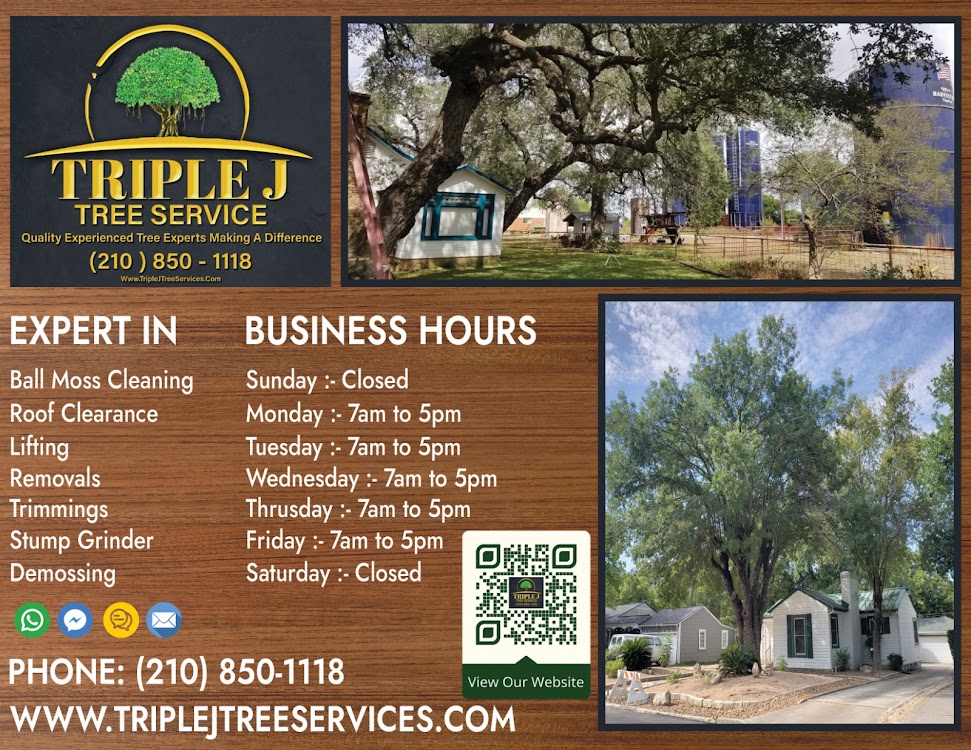 TRIPLE J
TREE SERVICE
Quality Experienced Tree Experts Making A Difference
(210 ) 850 - 1118
Www.TripleJTreeServices.Com
EXPERT IN
Ball Moss Cleaning
Roof Clearance
Lifting
Removals
Trimmings
Stump Grinder
Demossing
BUSINESS HOURS
Sunday :- Closed
Monday :- 7am to 5pm
Tuesday :- 7am to 5pm
Wednesday :- 7am to 5pm
Thrusday :- 7am to 5pm
Friday :- 7am to 5pm
Saturday :- Closed
TRIPLE J
View Our Website
PHONE: (210) 850-1118
WWW.TRIPLEJTREESERVICES.COM